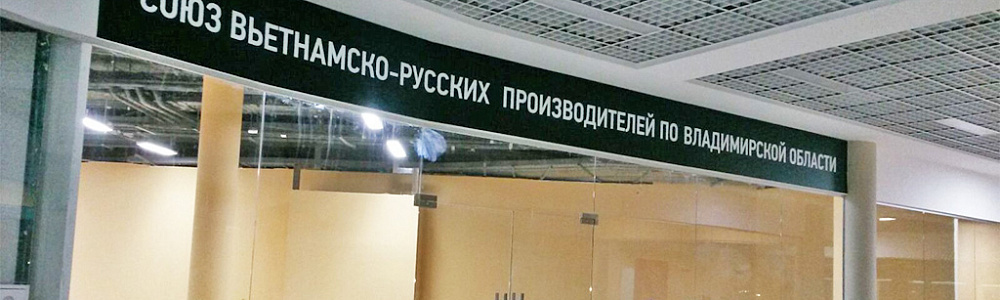 СОЮЗ ВЬЕТНАМСКО-РУССКИХ ПРОИЗВОДИТЕЛЕЙ ПО ВЛАДИМИРСКОЙ ОБЛАСТИ